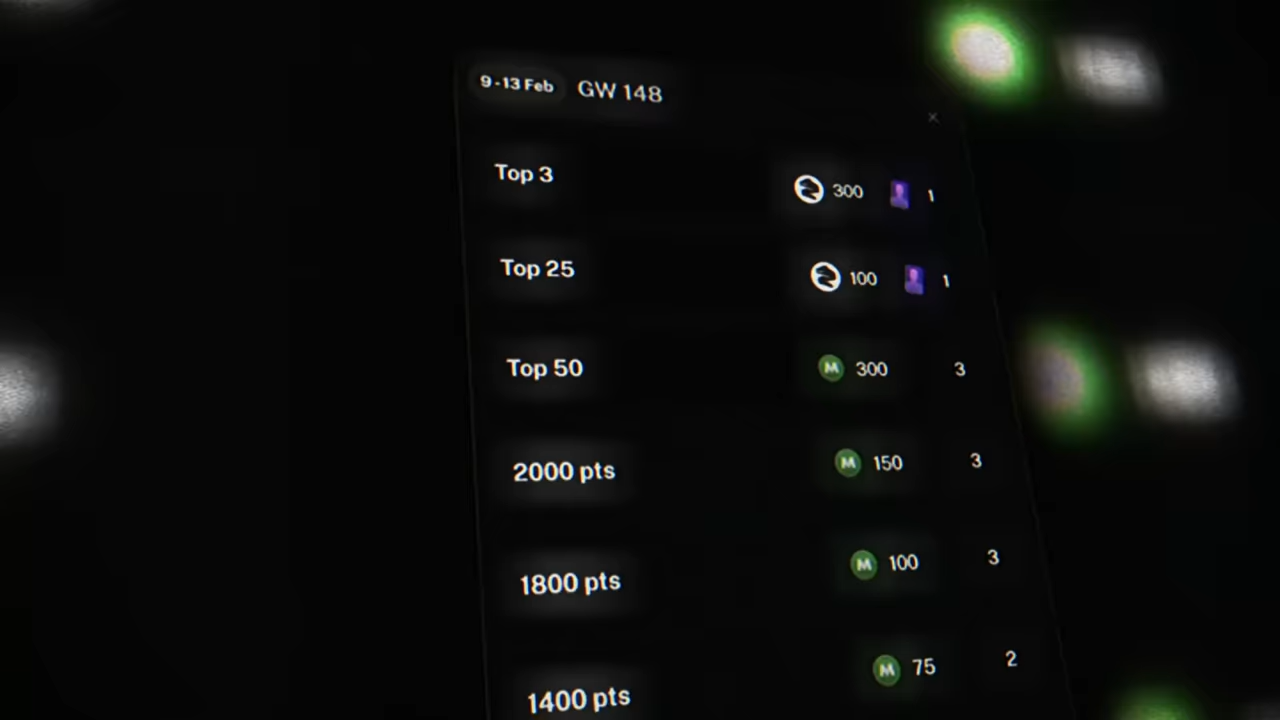 9-13 Feb GW 148
×
Top 3 300 1
Top 25 100 1
Top 50 M 300 3
2000 pts M 150 3
1800 pts M 100 3
1400 pts M 75 2